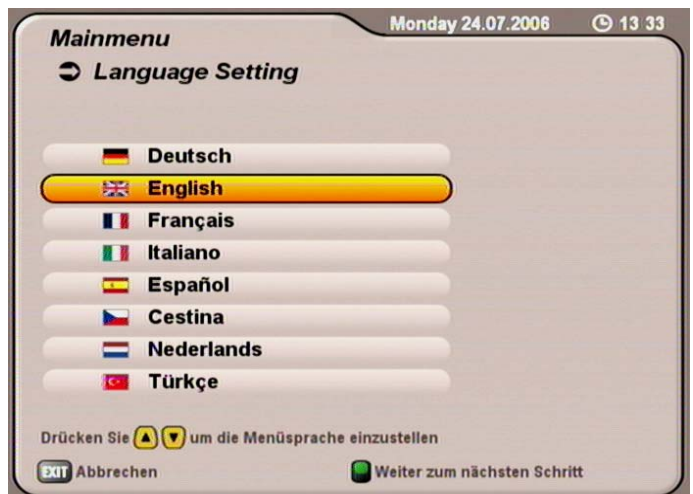 Monday 24.07.2006 13 33
Mainmenu
Language Setting
Deutsch
English
Français
Italiano
Español
Cestina
Nederlands
Türkçe
Drücken Sie um die Menüsprache einzustellen
EXIT Abbrechen Weiter zum nächsten Schritt